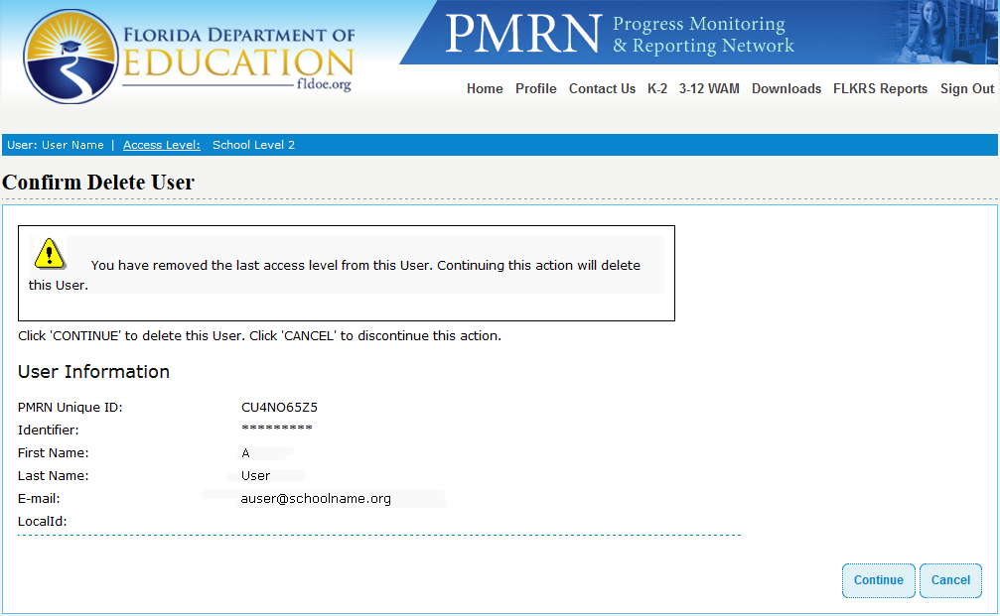 FLORIDA DEPARTMENT OF
EDUCATION
fldoe.org
PMRN Progress Monitoring
& Reporting Network
Home Profile Contact Us K-2 3-12 WAM Downloads FLKRS Reports Sign Out
User: User Name | Access Level: School Level 2
Confirm Delete User
You have removed the last access level from this User. Continuing this action will delete
this User.
Click 'CONTINUE' to delete this User. Click 'CANCEL' to discontinue this action.
User Information
PMRN Unique ID: CU4NO65Z5
Identifier: *********
First Name: A
Last Name: User
E-mail: auser@schoolname.org
LocalId:
Continue Cancel